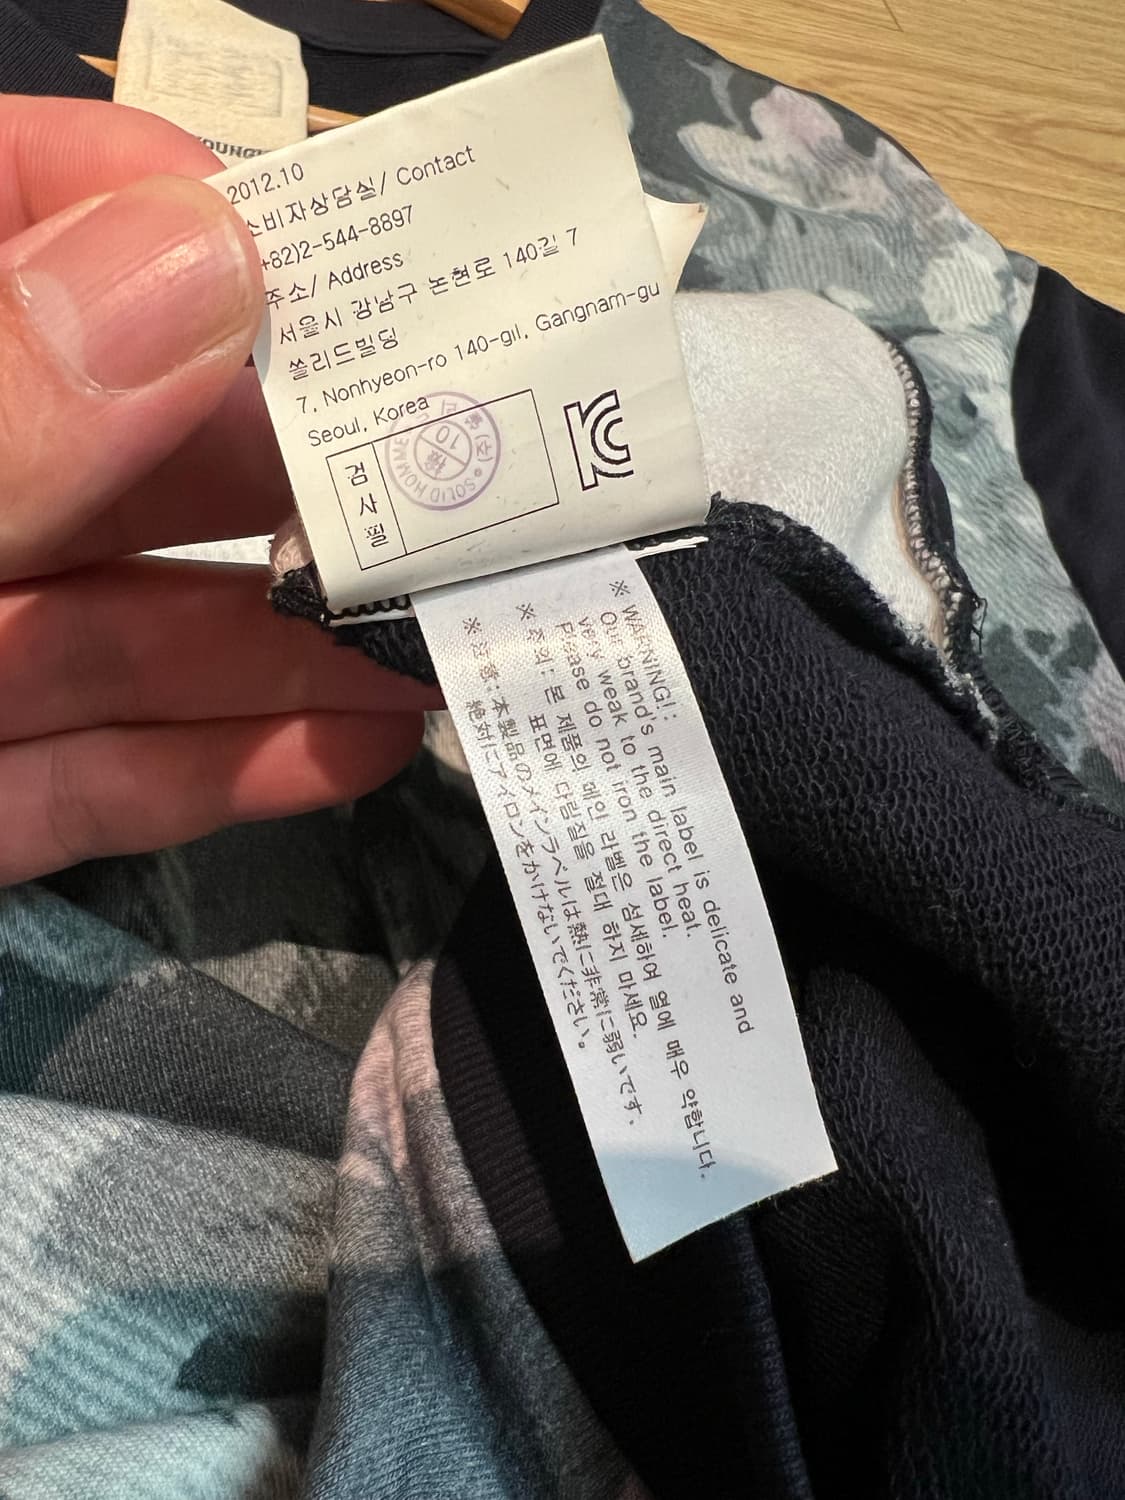 YOUNG
2012.10
소비자상담실/ Contact
+82)2-544-8897
주소/ Address
서울시 강남구 논현로 140길 7
쏠리드빌딩
7, Nonhyeon-ro 140-gil, Gangnam-gu
Seoul, Korea
검사필
SOLID HOMME
10
※ WARNING!:
Our brand's main label is delicate and
very weak to the direct heat.
Please do not iron the label.
※ 주의: 본 제품의 메인 라벨은 섬세하여 열에 매우 약합니다.
표면에 다림질을 절대 하지 마세요.
※ 注意:本製品のメインラベルは熱に非常に弱いです.
絶対にアイロンをかけないでください。